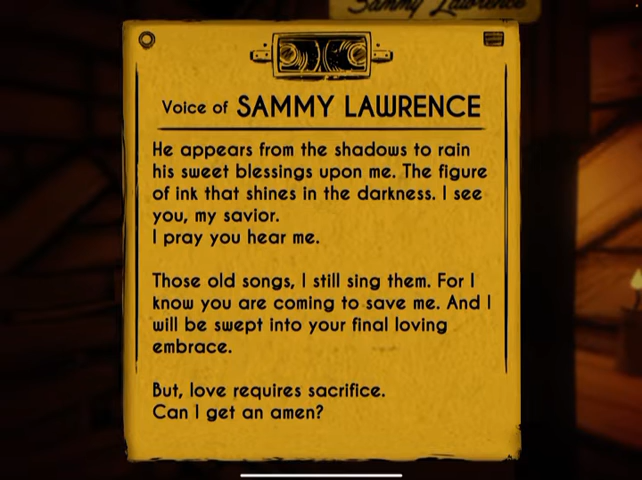 Sammy Lawrence
Voice of SAMMY LAWRENCE
He appears from the shadows to rain
his sweet blessings upon me. The figure
of ink that shines in the darkness. I see
you, my savior.
I pray you hear me.
Those old songs, I still sing them. For I
know you are coming to save me. And I
will be swept into your final loving
embrace.
But, love requires sacrifice.
Can I get an amen?